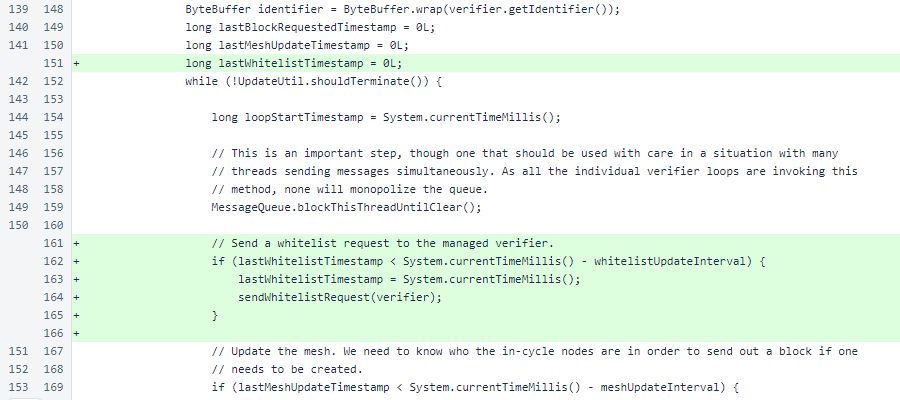 139 148 ByteBuffer identifier = ByteBuffer.wrap(verifier.getIdentifier());
140 149 long lastBlockRequestedTimestamp = 0L;
141 150 long lastMeshUpdateTimestamp = 0L;
151 + long lastWhitelistTimestamp = 0L;
142 152 while (!UpdateUtil.shouldTerminate()) {
143 153
144 154 long loopStartTimestamp = System.currentTimeMillis();
145 155
146 156 // This is an important step, though one that should be used with care in a situation with many
147 157 // threads sending messages simultaneously. As all the individual verifier loops are invoking this
148 158 // method, none will monopolize the queue.
149 159 MessageQueue.blockThisThreadUntilClear();
150 160
161 + // Send a whitelist request to the managed verifier.
162 + if (lastWhitelistTimestamp < System.currentTimeMillis() - whitelistUpdateInterval) {
163 + lastWhitelistTimestamp = System.currentTimeMillis();
164 + sendWhitelistRequest(verifier);
165 + }
166 +
151 167 // Update the mesh. We need to know who the in-cycle nodes are in order to send out a block if one
152 168 // needs to be created.
153 169 if (lastMeshUpdateTimestamp < System.currentTimeMillis() - meshUpdateInterval) {